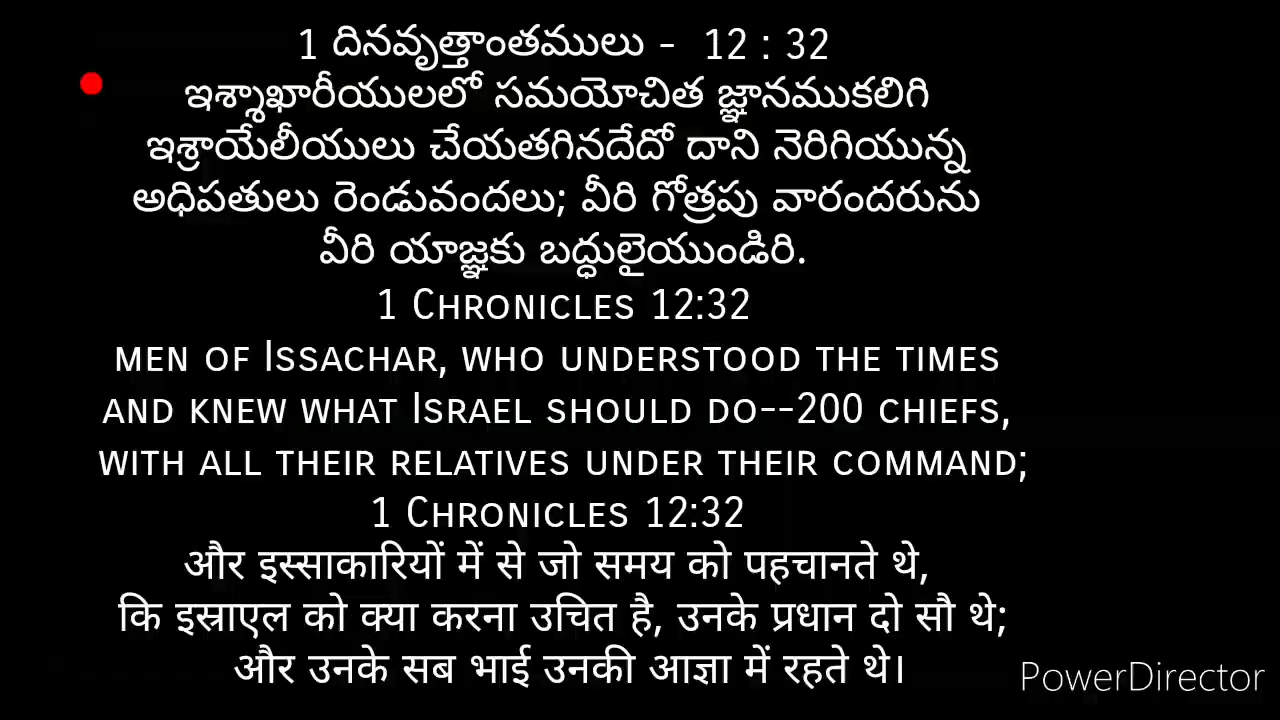 1 దినవృత్తాంతములు - 12 : 32
ఇశ్శాఖారీయులలో సమయోచిత జ్ఞానముకలిగి
ఇశ్రాయేలీయులు చేయతగినదేదో దాని నెరిగియున్న
అధిపతులు రెండువందలు; వీరి గోత్రపు వారందరును
వీరి యాజ్ఞకు బద్ధులైయుండిరి.
1 Chronicles 12:32
men of Issachar, who understood the times
and knew what Israel should do--200 chiefs,
with all their relatives under their command;
1 Chronicles 12:32
और इस्साकारियों में से जो समय को पहचानते थे,
कि इस्राएल को क्या करना उचित है, उनके प्रधान दो सौ थे;
और उनके सब भाई उनकी आज्ञा में रहते थे।
PowerDirector